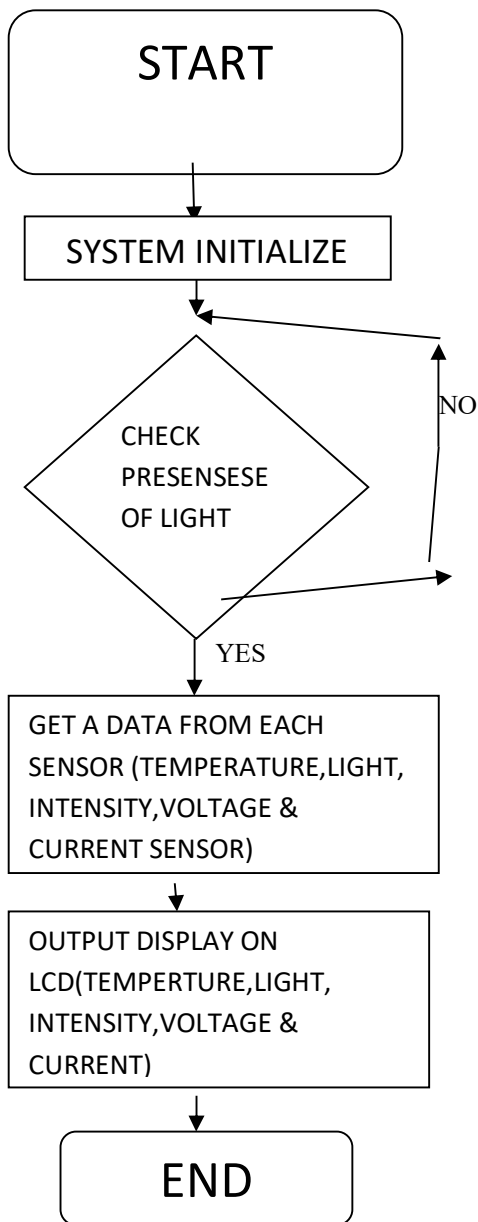 START
SYSTEM INITIALIZE
NO
CHECK
PRESENSESE
OF LIGHT
YES
GET A DATA FROM EACH
SENSOR (TEMPERATURE,LIGHT,
INTENSITY,VOLTAGE &
CURRENT SENSOR)
OUTPUT DISPLAY ON
LCD(TEMPERTURE,LIGHT,
INTENSITY,VOLTAGE &
CURRENT)
END